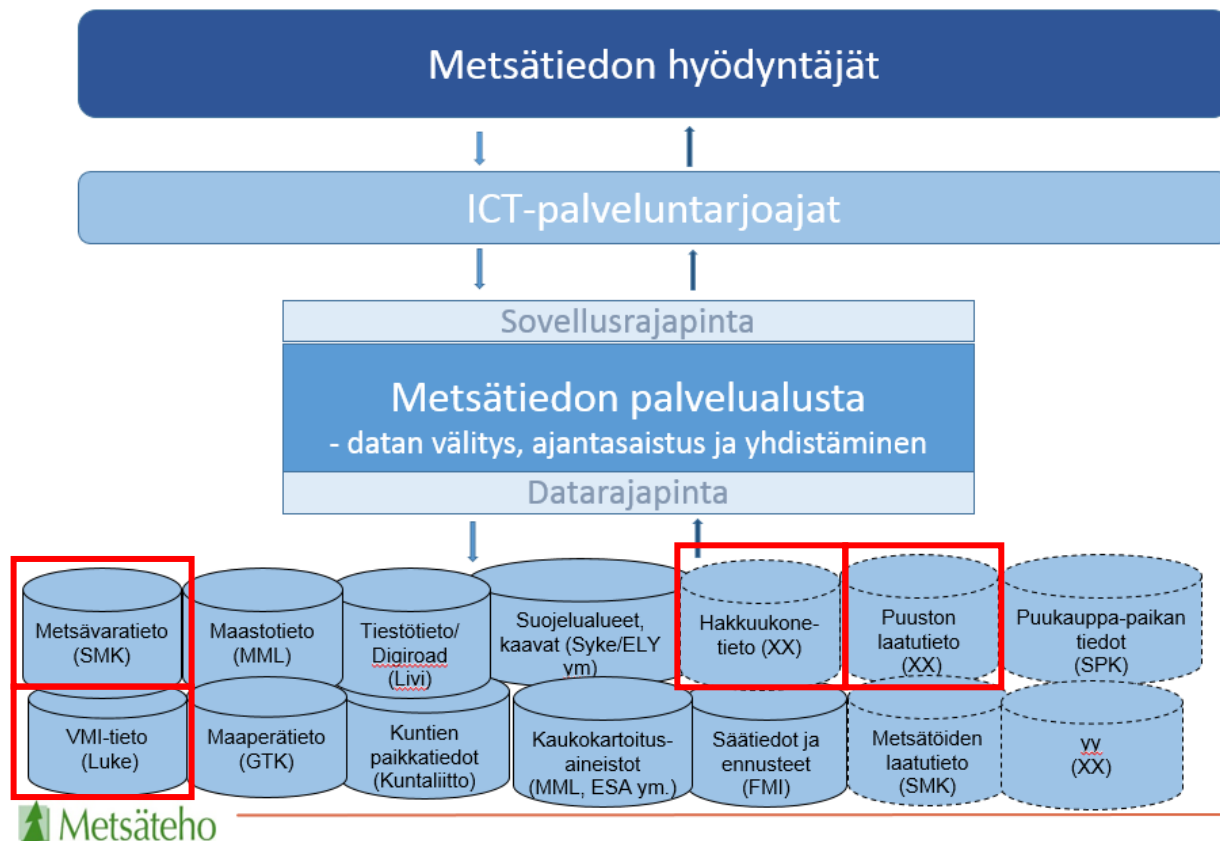 Metsätiedon hyödyntäjät
ICT-palveluntarjoajat
Sovellusrajapinta
Metsätiedon palvelualusta
- datan välitys, ajantasaistus ja yhdistäminen
Datarajapinta
Metsävaratieto
(SMK)
Maastotieto
(MML)
Tiestötieto/
Digiroad
(Livi)
Suojelualueet,
kaavat (Syke/ELY
ym)
Hakkuukone-
tieto (XX)
Puuston
laatutieto
(XX)
Puukauppa-paikan
tiedot
(SPK)
VMI-tieto
(Luke)
Maaperätieto
(GTK)
Kuntien
paikkatiedot
(Kuntaliitto)
Kaukokartoitus-
aineistot
(MML, ESA ym.)
Säätiedot ja
ennusteet
(FMI)
Metsätöiden
laatutieto
(SMK)
yy
(XX)
Metsäteho